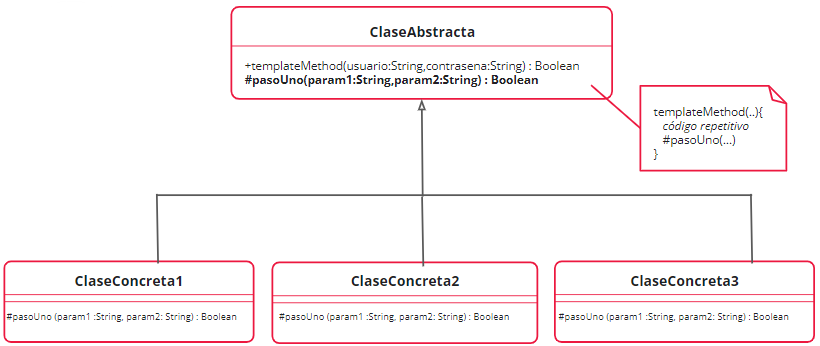 ClaseAbstracta
+templateMethod(usuario:String,contrasena:String) : Boolean
#pasoUno(param1:String,param2:String) : Boolean
templateMethod(..){
código repetitivo
#pasoUno(...)
}
ClaseConcreta1
#pasoUno (param1 :String, param2: String) : Boolean
ClaseConcreta2
#pasoUno (param1 :String, param2: String) : Boolean
ClaseConcreta3
#pasoUno (param1 :String, param2: String) : Boolean